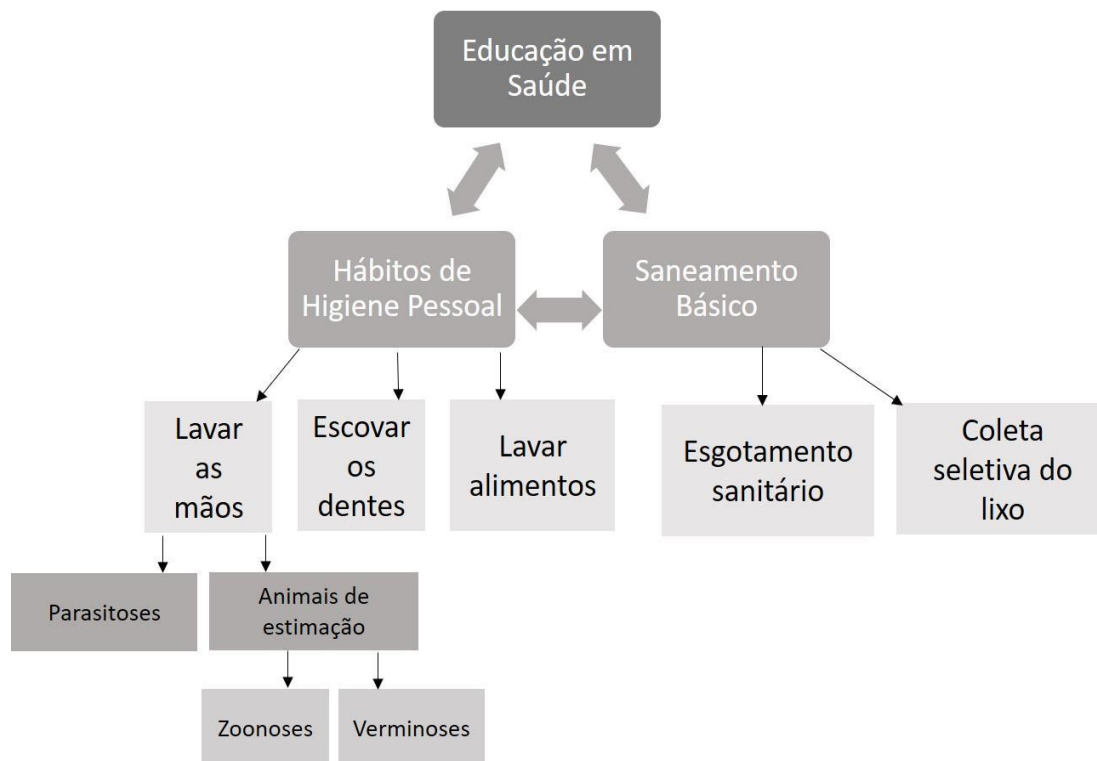 Educação em
Saúde
Hábitos de
Higiene Pessoal
Saneamento
Básico
Lavar
as
mãos
Escovar
os
dentes
Lavar
alimentos
Esgotamento
sanitário
Coleta
seletiva do
lixo
Parasitoses
Animais de
estimação
Zoonoses
Verminoses